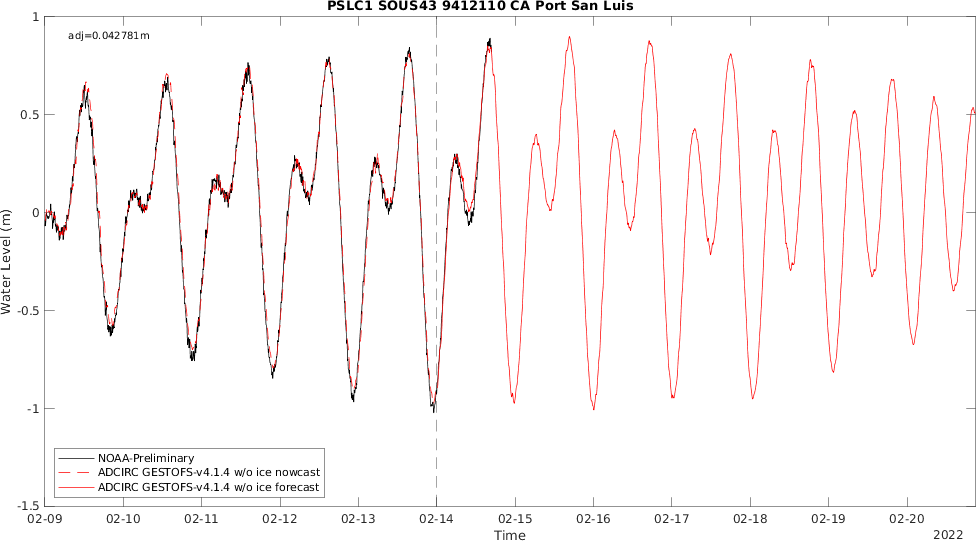 PSLC1 SOUS43 9412110 CA Port San Luis
adj=0.042781m
1
0.5
0
-0.5
-1
-1.5
Water Level (m)
NOAA-Preliminary
ADCIRC GESTOFS-v4.1.4 w/o ice nowcast
ADCIRC GESTOFS-v4.1.4 w/o ice forecast
02-09 02-10 02-11 02-12 02-13 02-14 02-15 02-16 02-17 02-18 02-19 02-20
Time
2022